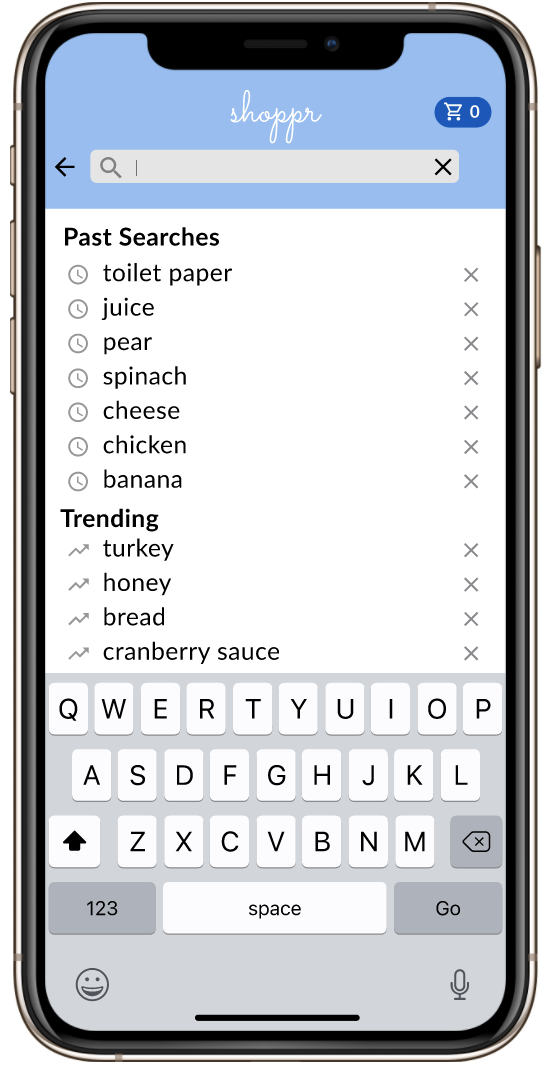 shoppr
0
Past Searches
toilet paper
juice
pear
spinach
cheese
chicken
banana
Trending
turkey
honey
bread
cranberry sauce
Q W E R T Y U I O P
A S D F G H J K L
Z X C V B N M
123 space Go